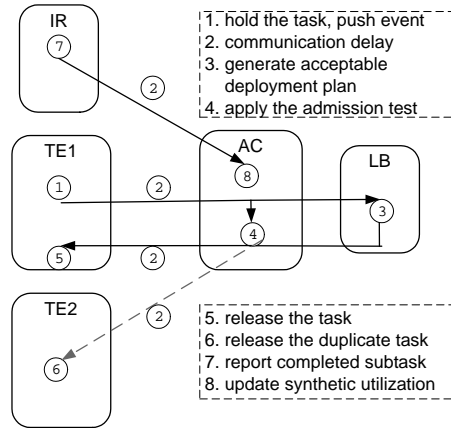 IR
7
1. hold the task, push event
2. communication delay
3. generate acceptable
deployment plan
4. apply the admission test
2
TE1
AC
LB
8
1
2
3
4
5
2
TE2
2
6
5. release the task
6. release the duplicate task
7. report completed subtask
8. update synthetic utilization